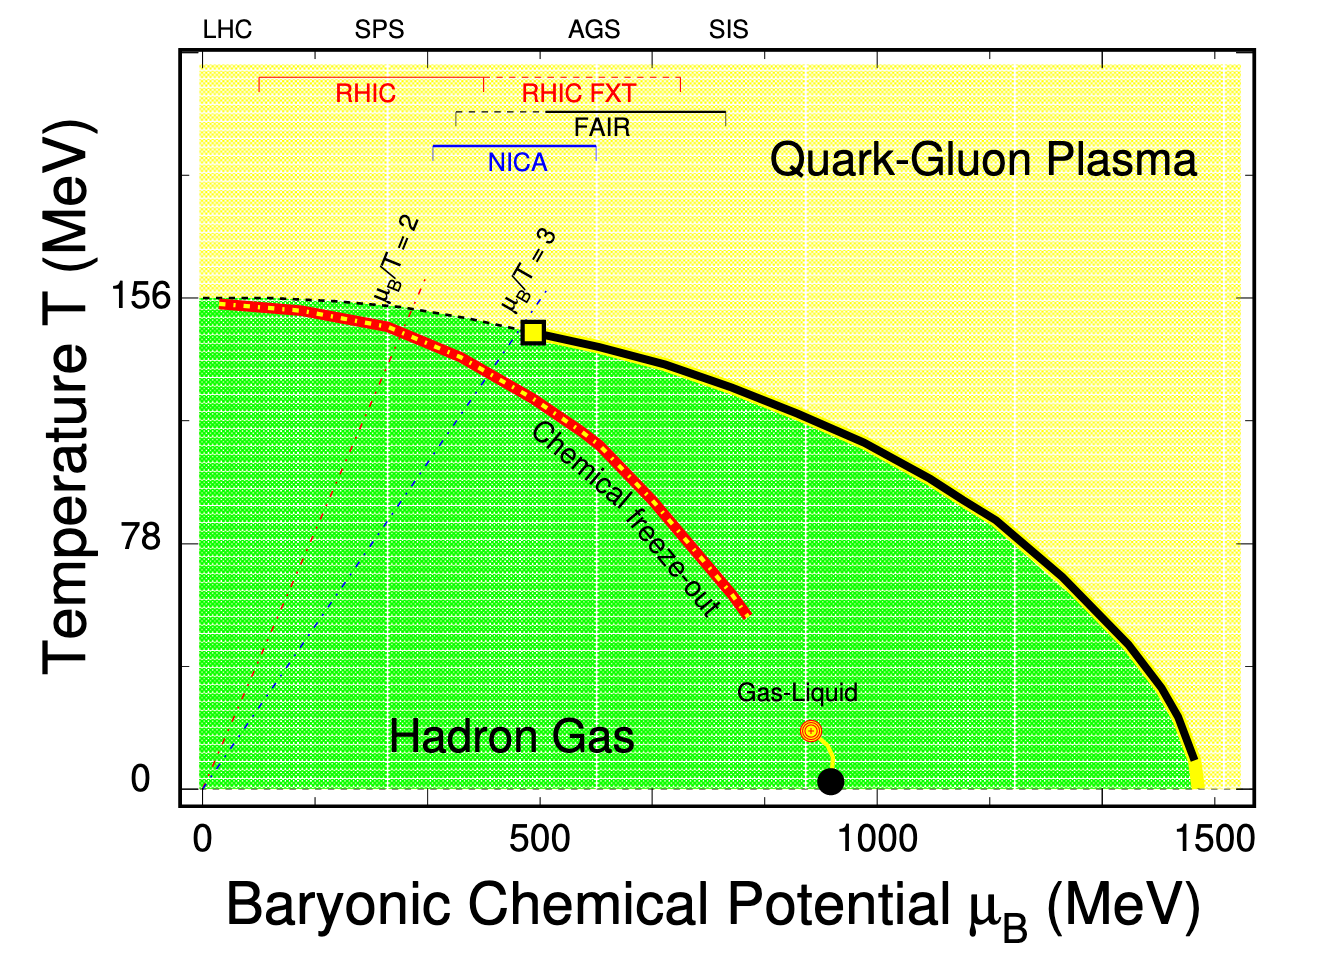 LHC SPS AGS SIS
RHIC RHIC FXT
FAIR
NICA
Quark-Gluon Plasma
μB/T = 2
μB/T = 3
Temperature T (MeV)
156
78
0
Chemical freeze-out
Gas-Liquid
Hadron Gas
0 500 1000 1500
Baryonic Chemical Potential μB (MeV)